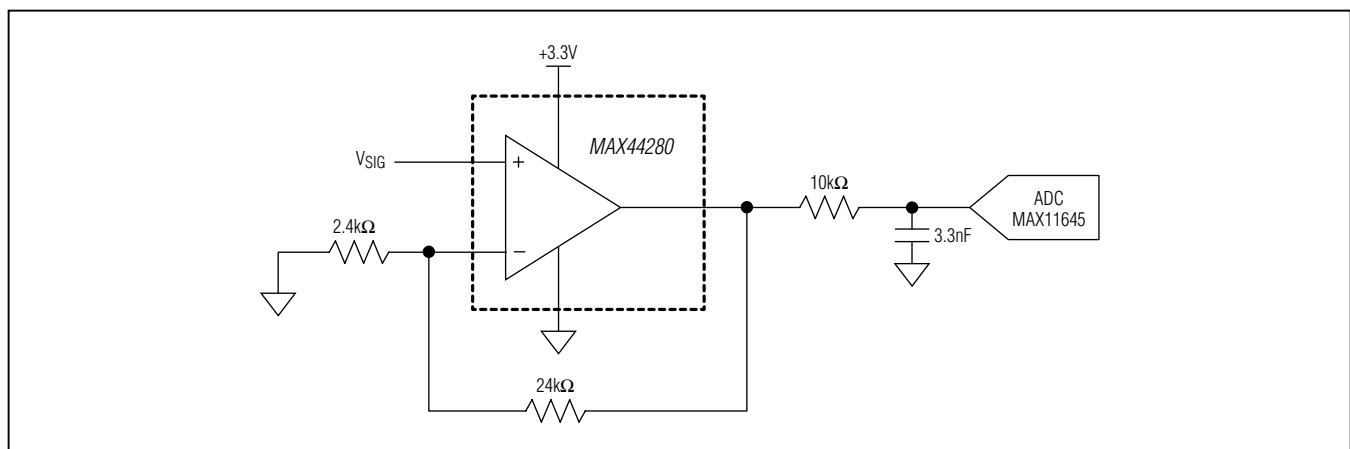 +3.3V
MAX44280
VSIG
+
10kΩ
ADC
MAX11645
2.4kΩ
3.3nF
−
24kΩ